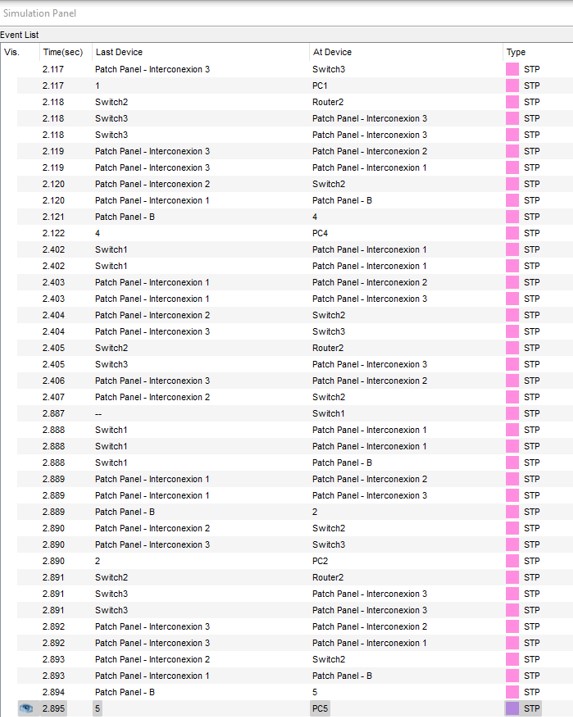 Simulation Panel
Event List
Vis. Time(sec) Last Device At Device Type
2.117 Patch Panel - Interconexion 3 Switch3 STP
2.117 1 PC1 STP
2.118 Switch2 Router2 STP
2.118 Switch3 Patch Panel - Interconexion 3 STP
2.118 Switch3 Patch Panel - Interconexion 3 STP
2.119 Patch Panel - Interconexion 3 Patch Panel - Interconexion 2 STP
2.119 Patch Panel - Interconexion 3 Patch Panel - Interconexion 1 STP
2.120 Patch Panel - Interconexion 2 Switch2 STP
2.120 Patch Panel - Interconexion 1 Patch Panel - B STP
2.121 Patch Panel - B 4 STP
2.122 4 PC4 STP
2.402 Switch1 Patch Panel - Interconexion 1 STP
2.402 Switch1 Patch Panel - Interconexion 1 STP
2.403 Patch Panel - Interconexion 1 Patch Panel - Interconexion 2 STP
2.403 Patch Panel - Interconexion 1 Patch Panel - Interconexion 3 STP
2.404 Patch Panel - Interconexion 2 Switch2 STP
2.404 Patch Panel - Interconexion 3 Switch3 STP
2.405 Switch2 Router2 STP
2.405 Switch3 Patch Panel - Interconexion 3 STP
2.406 Patch Panel - Interconexion 3 Patch Panel - Interconexion 2 STP
2.407 Patch Panel - Interconexion 2 Switch2 STP
2.887 -- Switch1 STP
2.888 Switch1 Patch Panel - Interconexion 1 STP
2.888 Switch1 Patch Panel - Interconexion 1 STP
2.888 Switch1 Patch Panel - B STP
2.889 Patch Panel - Interconexion 1 Patch Panel - Interconexion 2 STP
2.889 Patch Panel - Interconexion 1 Patch Panel - Interconexion 3 STP
2.889 Patch Panel - B 2 STP
2.890 Patch Panel - Interconexion 2 Switch2 STP
2.890 Patch Panel - Interconexion 3 Switch3 STP
2.890 2 PC2 STP
2.891 Switch2 Router2 STP
2.891 Switch3 Patch Panel - Interconexion 3 STP
2.891 Switch3 Patch Panel - Interconexion 3 STP
2.892 Patch Panel - Interconexion 3 Patch Panel - Interconexion 2 STP
2.892 Patch Panel - Interconexion 3 Patch Panel - Interconexion 1 STP
2.893 Patch Panel - Interconexion 2 Switch2 STP
2.893 Patch Panel - Interconexion 1 Patch Panel - B STP
2.894 Patch Panel - B 5 STP
2.895 5 PC5 STP